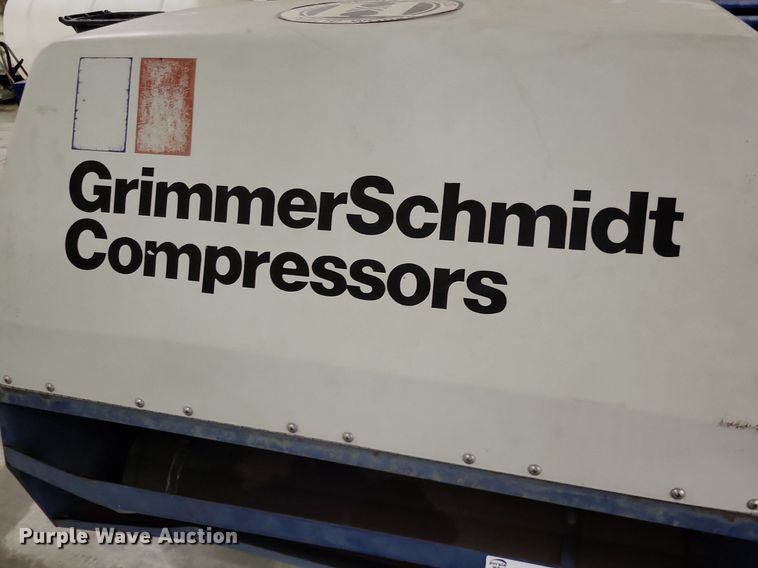 GrimmerSchmidt
Compressors
Purple Wave Auction